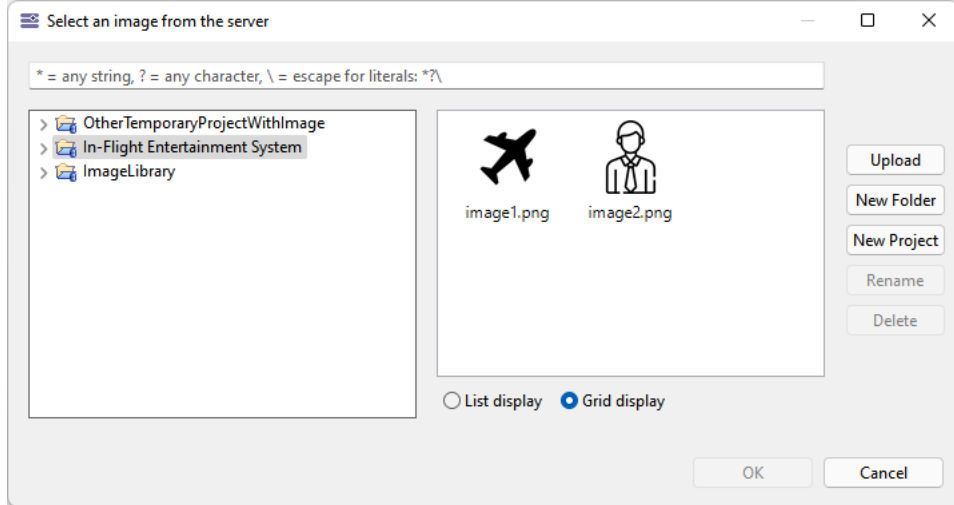 Select an image from the server
* = any string, ? = any character, \ = escape for literals: *?\
OtherTemporaryProjectWithImage
In-Flight Entertainment System
ImageLibrary
image1.png
image2.png
Upload
New Folder
New Project
Rename
Delete
List display
Grid display
OK
Cancel